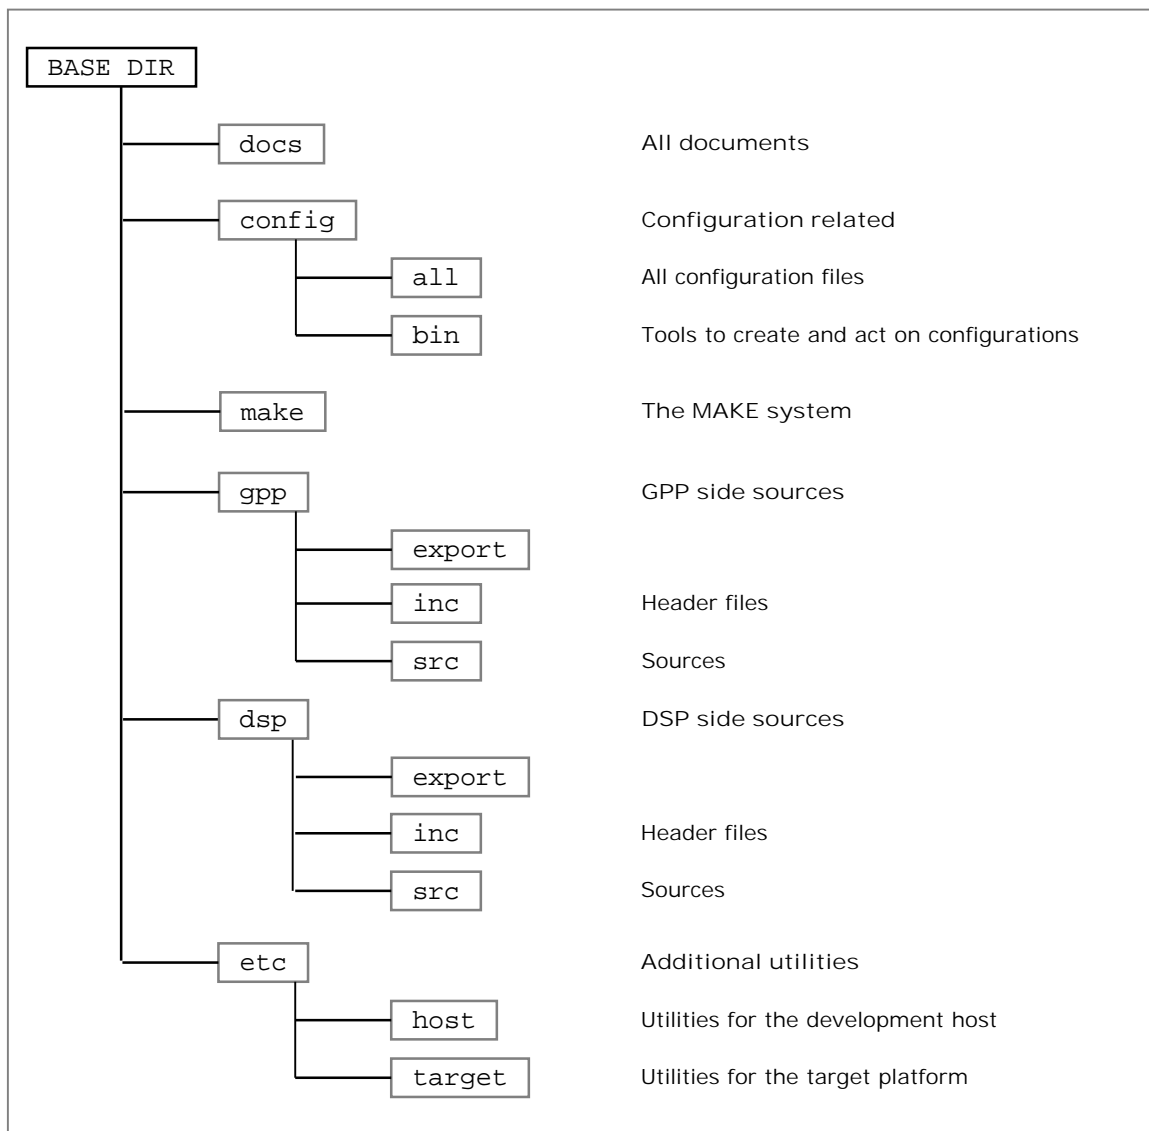 BASE DIR
docs All documents
config Configuration related
all All configuration files
bin Tools to create and act on configurations
make The MAKE system
gpp GPP side sources
export
inc Header files
src Sources
dsp DSP side sources
export
inc Header files
src Sources
etc Additional utilities
host Utilities for the development host
target Utilities for the target platform